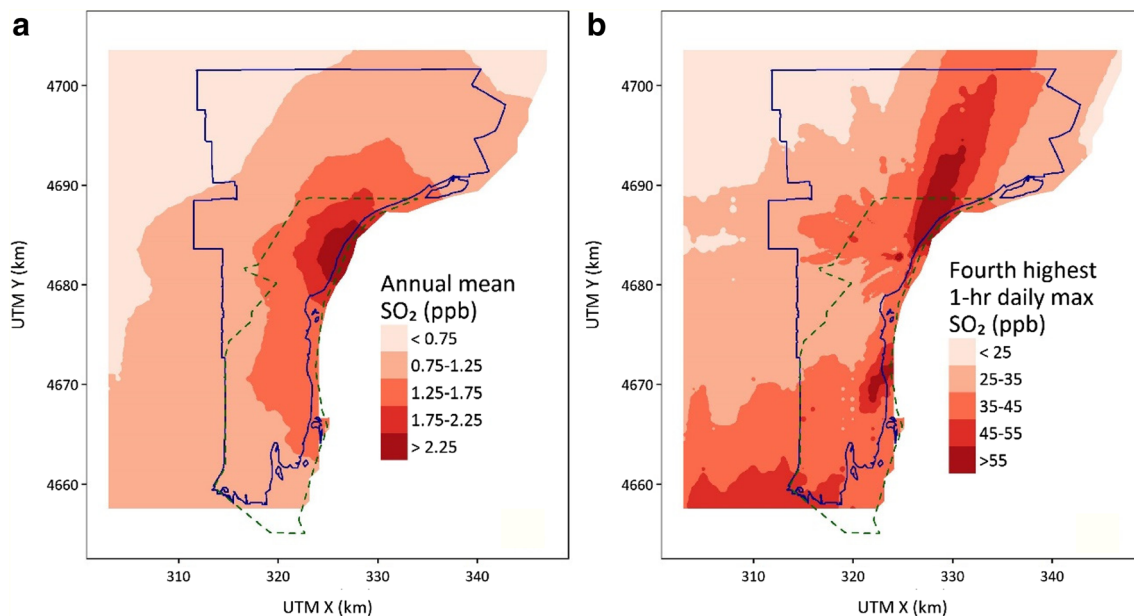 a
4700
4690
4680
4670
4660
UTM Y (km)
310
320
330
340
UTM X (km)
Annual mean
SO₂ (ppb)
< 0.75
0.75-1.25
1.25-1.75
1.75-2.25
> 2.25
b
4700
4690
4680
4670
4660
UTM Y (km)
310
320
330
340
UTM X (km)
Fourth highest
1-hr daily max
SO₂ (ppb)
< 25
25-35
35-45
45-55
>55